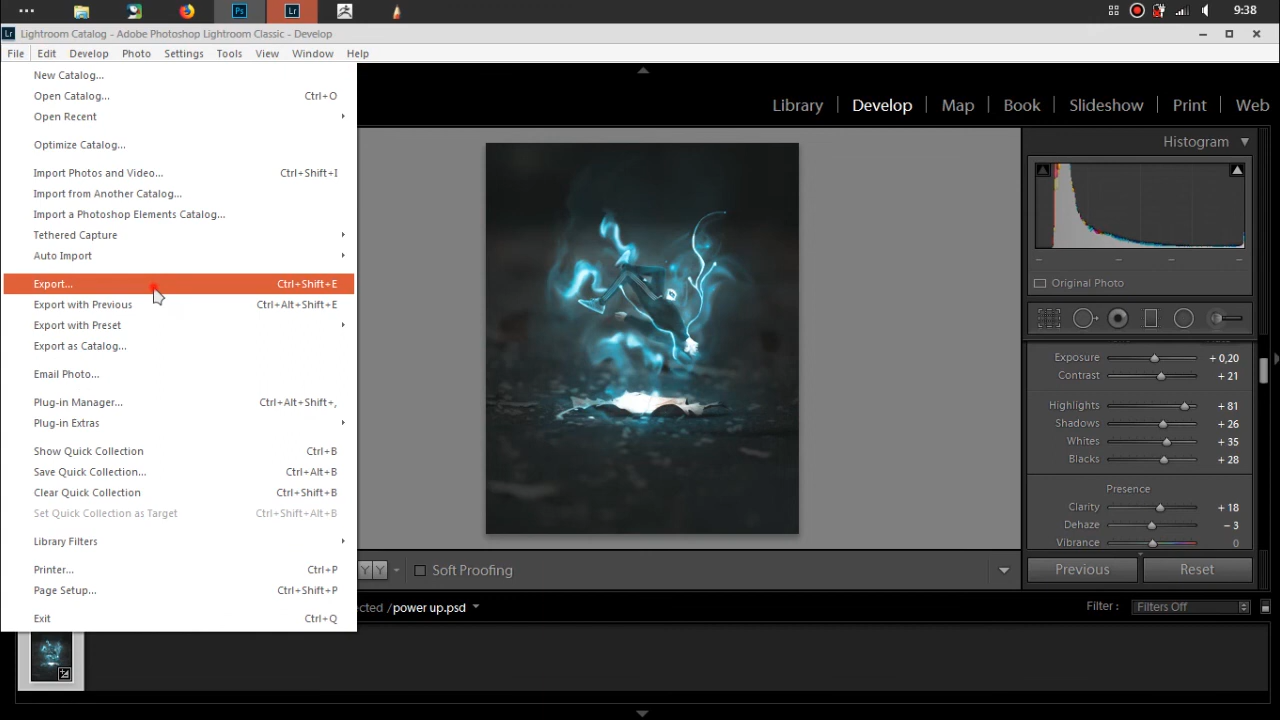 Ps
Lr
9:38
Lr
Lightroom Catalog - Adobe Photoshop Lightroom Classic - Develop
File Edit Develop Photo Settings Tools View Window Help
New Catalog...
Open Catalog... Ctrl+O
Open Recent
Optimize Catalog...
Import Photos and Video... Ctrl+Shift+I
Import from Another Catalog...
Import a Photoshop Elements Catalog...
Tethered Capture
Auto Import
Export... Ctrl+Shift+E
Export with Previous Ctrl+Alt+Shift+E
Export with Preset
Export as Catalog...
Email Photo...
Plug-in Manager... Ctrl+Alt+Shift+,
Plug-in Extras
Show Quick Collection Ctrl+B
Save Quick Collection... Ctrl+Alt+B
Clear Quick Collection Ctrl+Shift+B
Set Quick Collection as Target Ctrl+Shift+Alt+B
Library Filters
Printer... Ctrl+P
Page Setup... Ctrl+Shift+P
Exit Ctrl+Q
Library Develop Map Book Slideshow Print Web
Histogram
Original Photo
Exposure + 0,20
Contrast + 21
Highlights + 81
Shadows + 26
Whites + 35
Blacks + 28
Presence
Clarity + 18
Dehaze – 3
Vibrance 0
Y Y Soft Proofing
Previous Reset
ected / power up.psd
Filter : Filters Off